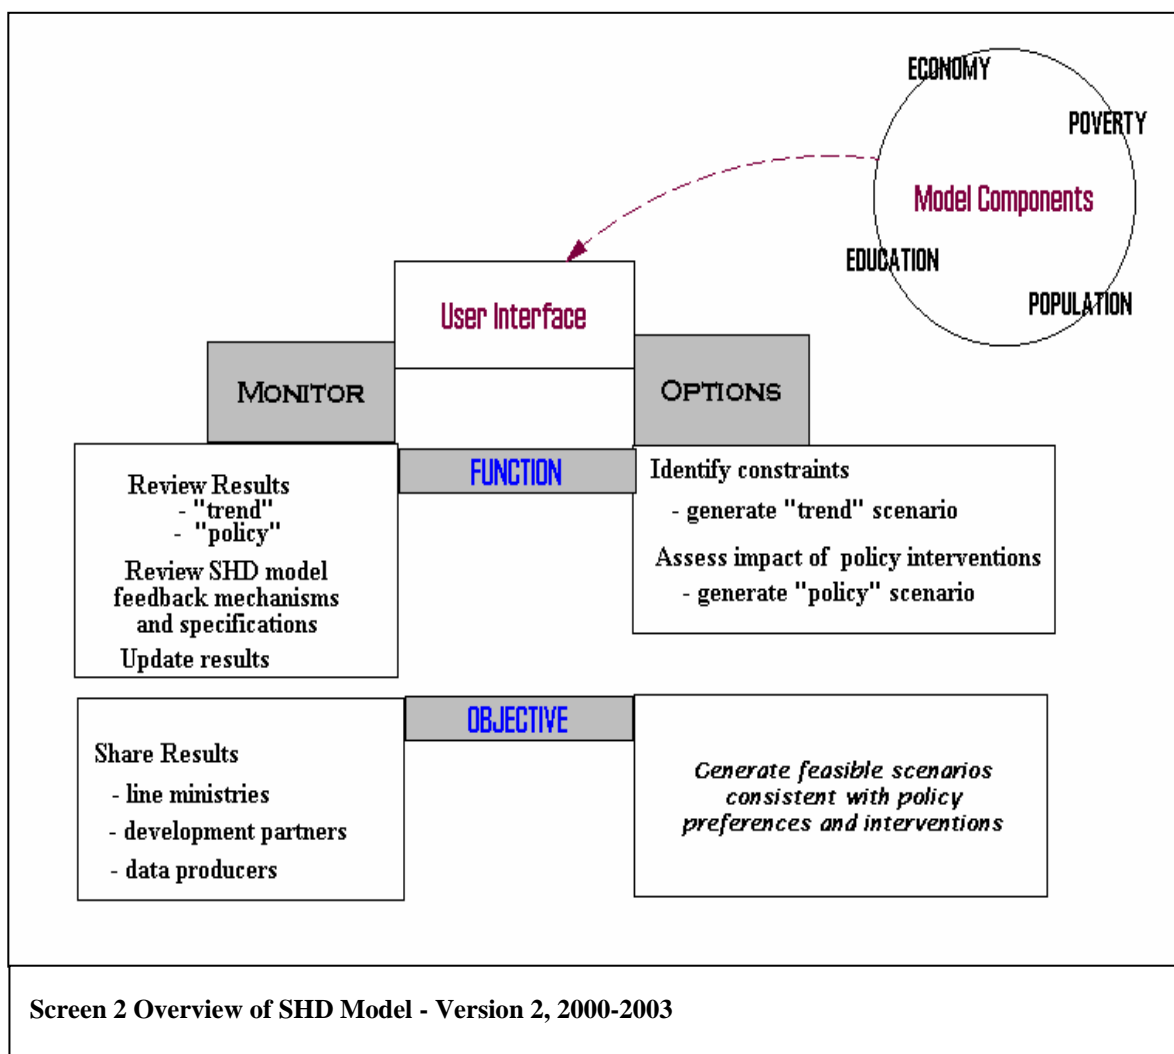 ECONOMY
POVERTY
Model Components
EDUCATION
POPULATION
User Interface
MONITOR
OPTIONS
FUNCTION
Review Results
- "trend"
- "policy"
Review SHD model
feedback mechanisms
and specifications
Update results
Identify constraints
- generate "trend" scenario
Assess impact of policy interventions
- generate "policy" scenario
OBJECTIVE
Share Results
- line ministries
- development partners
- data producers
Generate feasible scenarios
consistent with policy
preferences and interventions
Screen 2 Overview of SHD Model - Version 2, 2000-2003